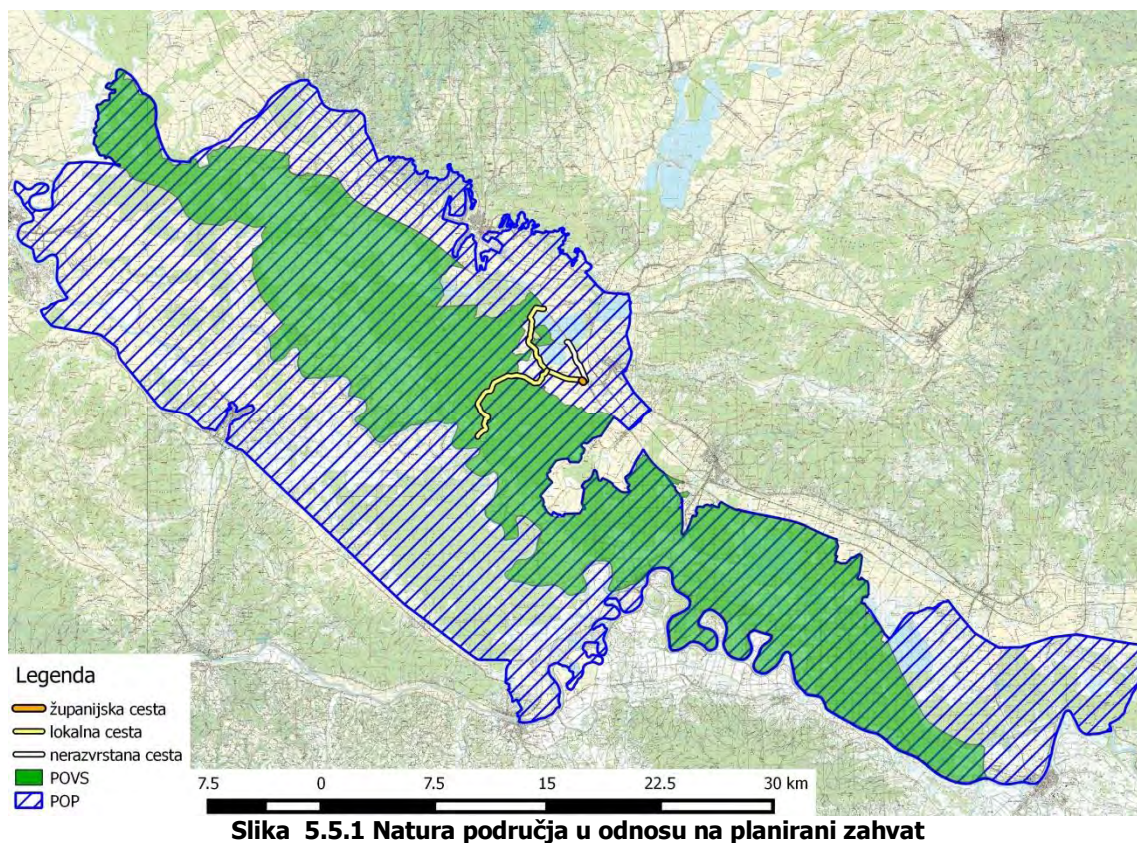 Legenda
županijska cesta
lokalna cesta
nerazvrstana cesta
POVS
POP
7.5 0 7.5 15 22.5 30 km
Slika 5.5.1 Natura područja u odnosu na planirani zahvat